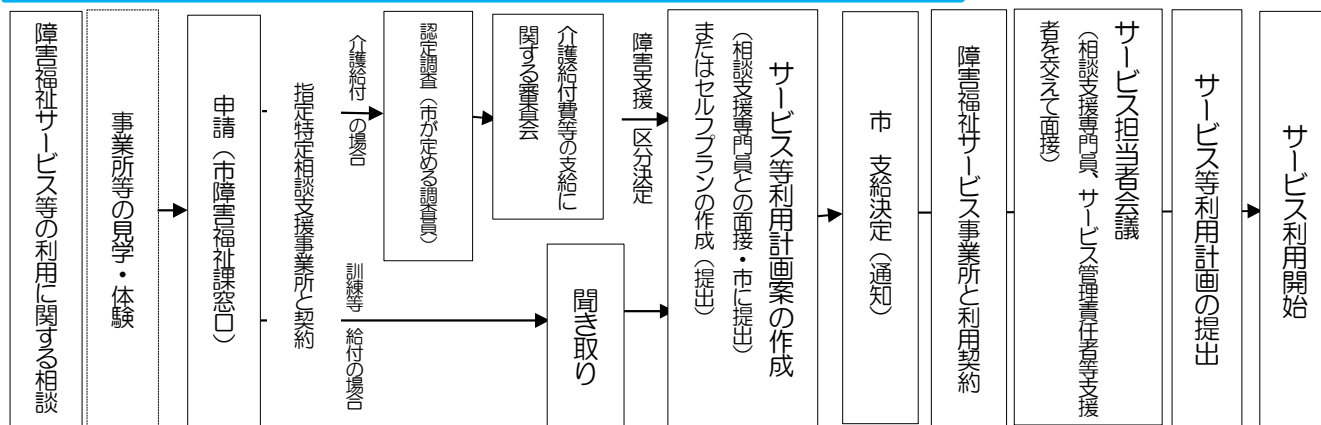 障害福祉サービス等の利用に関する相談
事業所等の見学・体験
申請（市障害福祉課窓口）
指定特定相談支援事業所と契約
介護給付 の場合
認定調査（市が定める調査員）
介護給付費等の支給に
関する審査会
障害支援 区分決定
訓練等 給付の場合
聞き取り
サービス等利用計画案の作成
（相談支援専門員との面接・市に提出）
またはセルフプランの作成（提出）
市 支給決定（通知）
障害福祉サービス事業所と利用契約
サービス担当者会議
（相談支援専門員、サービス管理責任者等支援
者を交えて面接）
サービス等利用計画の提出
サービス利用開始